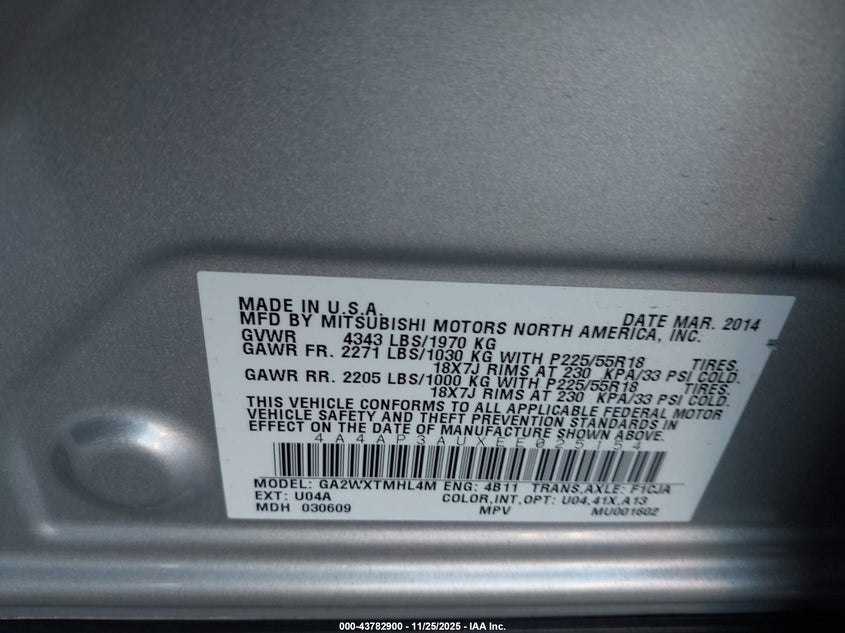 MADE IN U.S.A. DATE MAR. 2014
MFD BY MITSUBISHI MOTORS NORTH AMERICA, INC.
GVWR 4343 LBS/1970 KG
GAWR FR. 2271 LBS/1030 KG WITH P225/55R18 TIRES.
18X7J RIMS AT 230 KPA/33 PSI COLD.
GAWR RR. 2205 LBS/1000 KG WITH P225/55R18 TIRES.
18X7J RIMS AT 230 KPA/33 PSI COLD.
THIS VEHICLE CONFORMS TO ALL APPLICABLE FEDERAL MOTOR
VEHICLE SAFETY AND THEFT PREVENTION STANDARDS IN
EFFECT ON THE DATE OF MANUFACTURE SHOWN ABOVE.
4A4AP3AUXEE025154
MODEL: GA2WXTMHL4M ENG: 4B11 TRANS,AXLE: F1CJA
EXT: U04A COLOR,INT,OPT: U04,41X,A13
MDH 030609 MPV MU001602
000-43782900 - 11/25/2025 - IAA Inc.